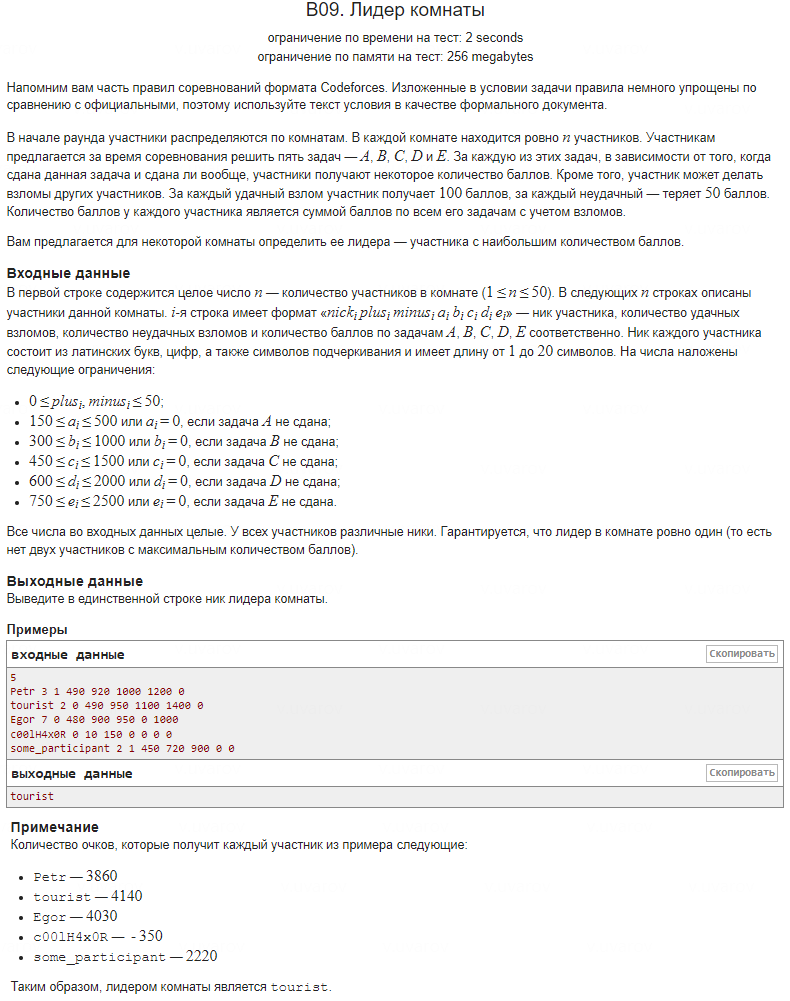 B09. Лидер комнаты
ограничение по времени на тест: 2 seconds
ограничение по памяти на тест: 256 megabytes
Напомним вам часть правил соревнований формата Codeforces. Изложенные в условии задачи правила немного упрощены по
сравнению с официальными, поэтому используйте текст условия в качестве формального документа.
В начале раунда участники распределяются по комнатам. В каждой комнате находится ровно n участников. Участникам
предлагается за время соревнования решить пять задач — A, B, C, D и E. За каждую из этих задач, в зависимости от того, когда
сдана данная задача и сдана ли вообще, участники получают некоторое количество баллов. Кроме того, участник может делать
взломы других участников. За каждый удачный взлом участник получает 100 баллов, за каждый неудачный — теряет 50 баллов.
Количество баллов у каждого участника является суммой баллов по всем его задачам с учетом взломов.
Вам предлагается для некоторой комнаты определить ее лидера — участника с наибольшим количеством баллов.
Входные данные
В первой строке содержится целое число n — количество участников в комнате (1 ≤ n ≤ 50). В следующих n строках описаны
участники данной комнаты. i-я строка имеет формат «nick_i plus_i minus_i a_i b_i c_i d_i e_i» — ник участника, количество удачных
взломов, количество неудачных взломов и количество баллов по задачам A, B, C, D, E соответственно. Ник каждого участника
состоит из латинских букв, цифр, а также символов подчеркивания и имеет длину от 1 до 20 символов. На числа наложены
следующие ограничения:
• 0 ≤ plus_i, minus_i ≤ 50;
• 150 ≤ a_i ≤ 500 или a_i = 0, если задача A не сдана;
• 300 ≤ b_i ≤ 1000 или b_i = 0, если задача B не сдана;
• 450 ≤ c_i ≤ 1500 или c_i = 0, если задача C не сдана;
• 600 ≤ d_i ≤ 2000 или d_i = 0, если задача D не сдана;
• 750 ≤ e_i ≤ 2500 или e_i = 0, если задача E не сдана.
Все числа во входных данных целые. У всех участников различные ники. Гарантируется, что лидер в комнате ровно один (то есть
нет двух участников с максимальным количеством баллов).
Выходные данные
Выведите в единственной строке ник лидера комнаты.
Примеры
входные данные Скопировать
5
Petr 3 1 490 920 1000 1200 0
tourist 2 0 490 950 1100 1400 0
Egor 7 0 480 900 950 0 1000
c00lH4x0R 0 10 150 0 0 0 0
some_participant 2 1 450 720 900 0 0
выходные данные Скопировать
tourist
Примечание
Количество очков, которые получит каждый участник из примера следующие:
• Petr — 3860
• tourist — 4140
• Egor — 4030
• c00lH4x0R — -350
• some_participant — 2220
Таким образом, лидером комнаты является tourist.